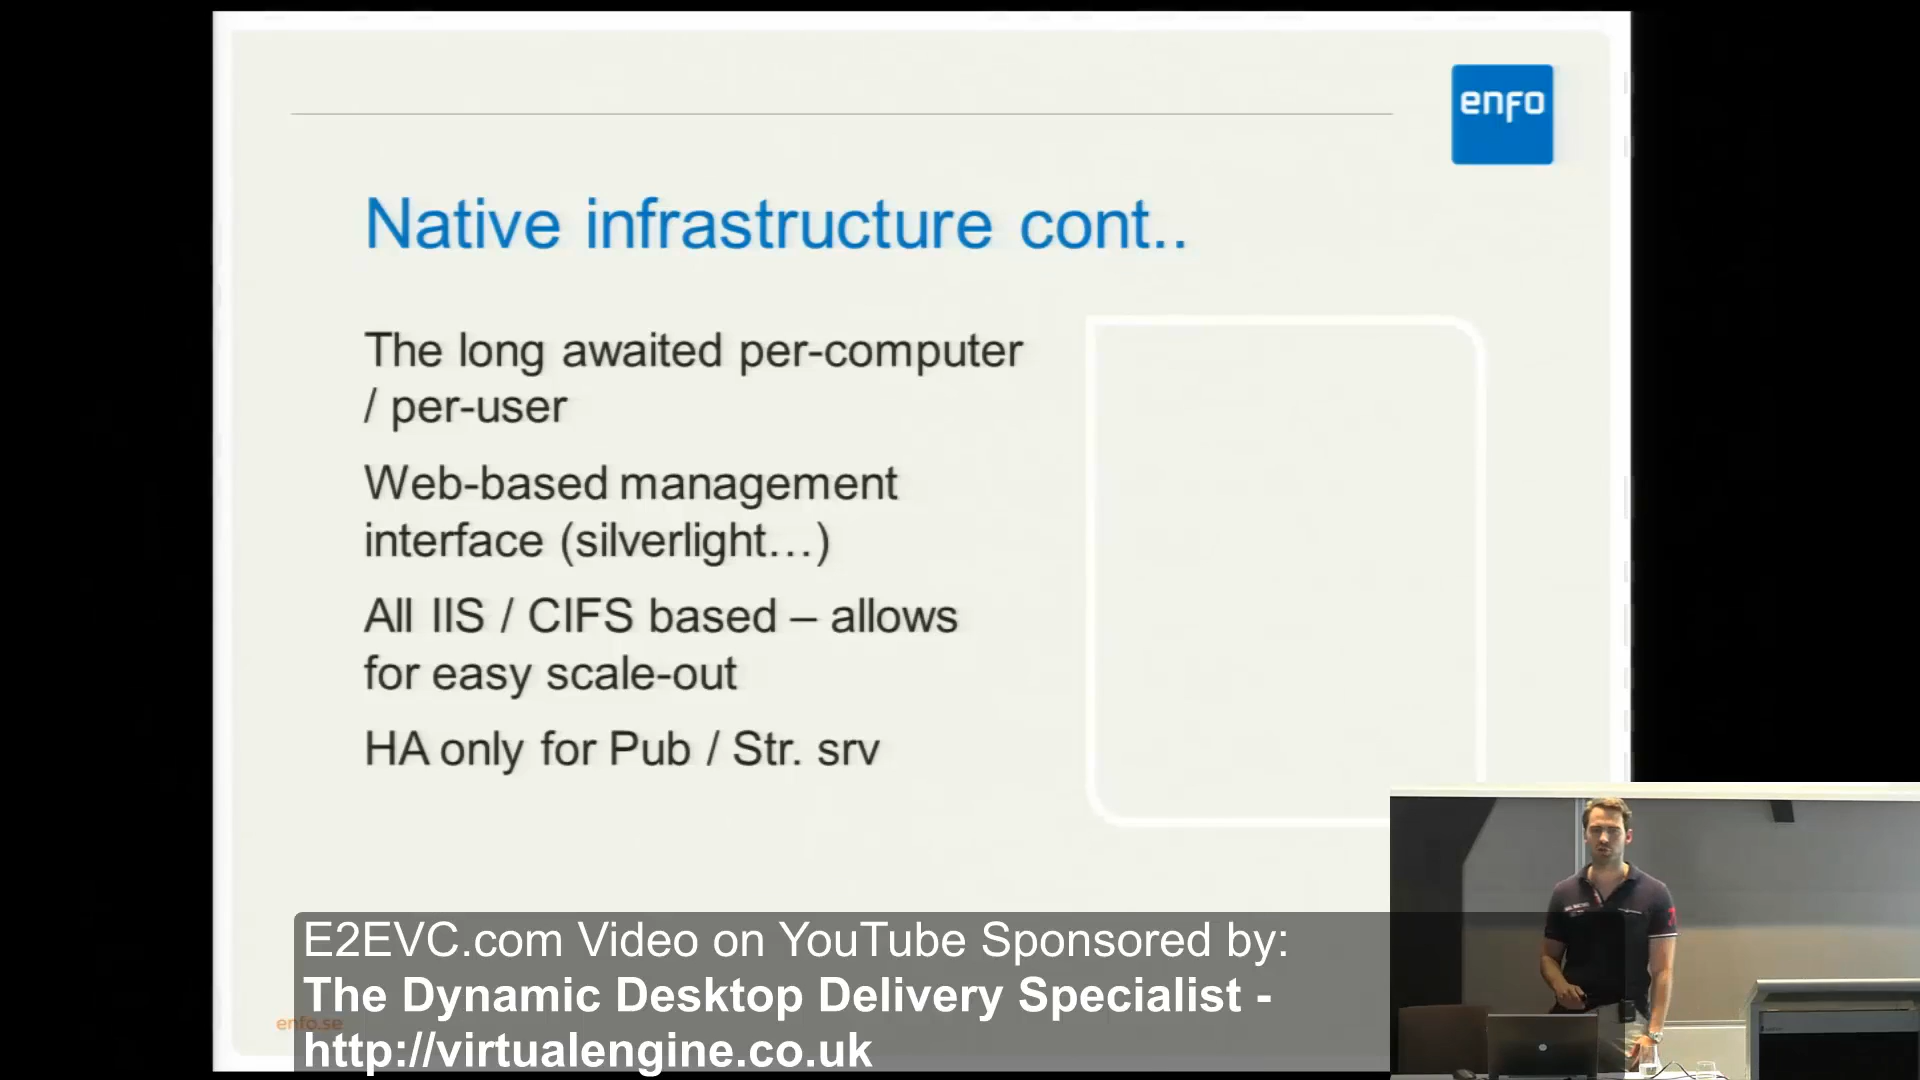 enfo
Native infrastructure cont..
The long awaited per-computer
/ per-user
Web-based management
interface (silverlight…)
All IIS / CIFS based – allows
for easy scale-out
HA only for Pub / Str. srv
E2EVC.com Video on YouTube Sponsored by:
The Dynamic Desktop Delivery Specialist -
enfo.se
http://virtualengine.co.uk